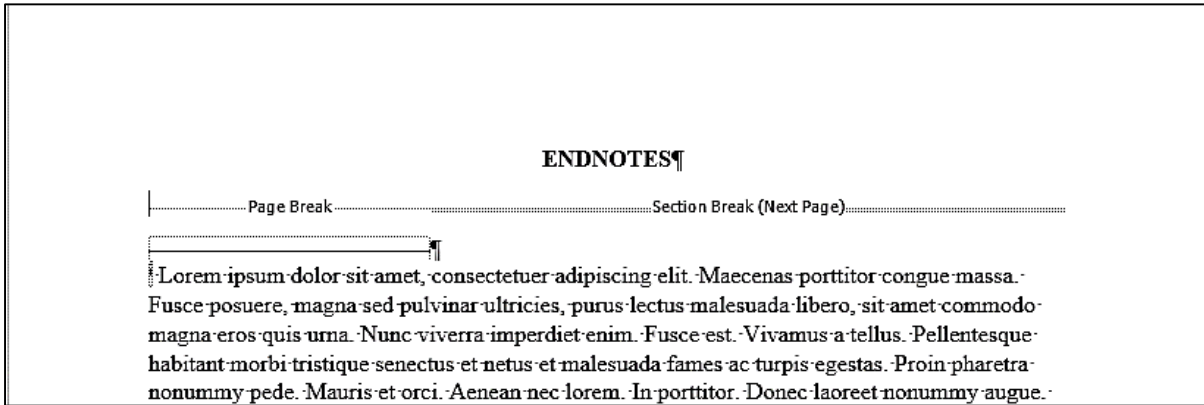 ENDNOTES¶
Page Break Section Break (Next Page)
¶
Lorem ipsum dolor sit amet, consectetuer adipiscing elit. Maecenas porttitor congue massa.
Fusce posuere, magna sed pulvinar ultricies, purus lectus malesuada libero, sit amet commodo
magna eros quis urna. Nunc viverra imperdiet enim. Fusce est. Vivamus a tellus. Pellentesque
habitant morbi tristique senectus et netus et malesuada fames ac turpis egestas. Proin pharetra
nonummy pede. Mauris et orci. Aenean nec lorem. In porttitor. Donec laoreet nonummy augue.